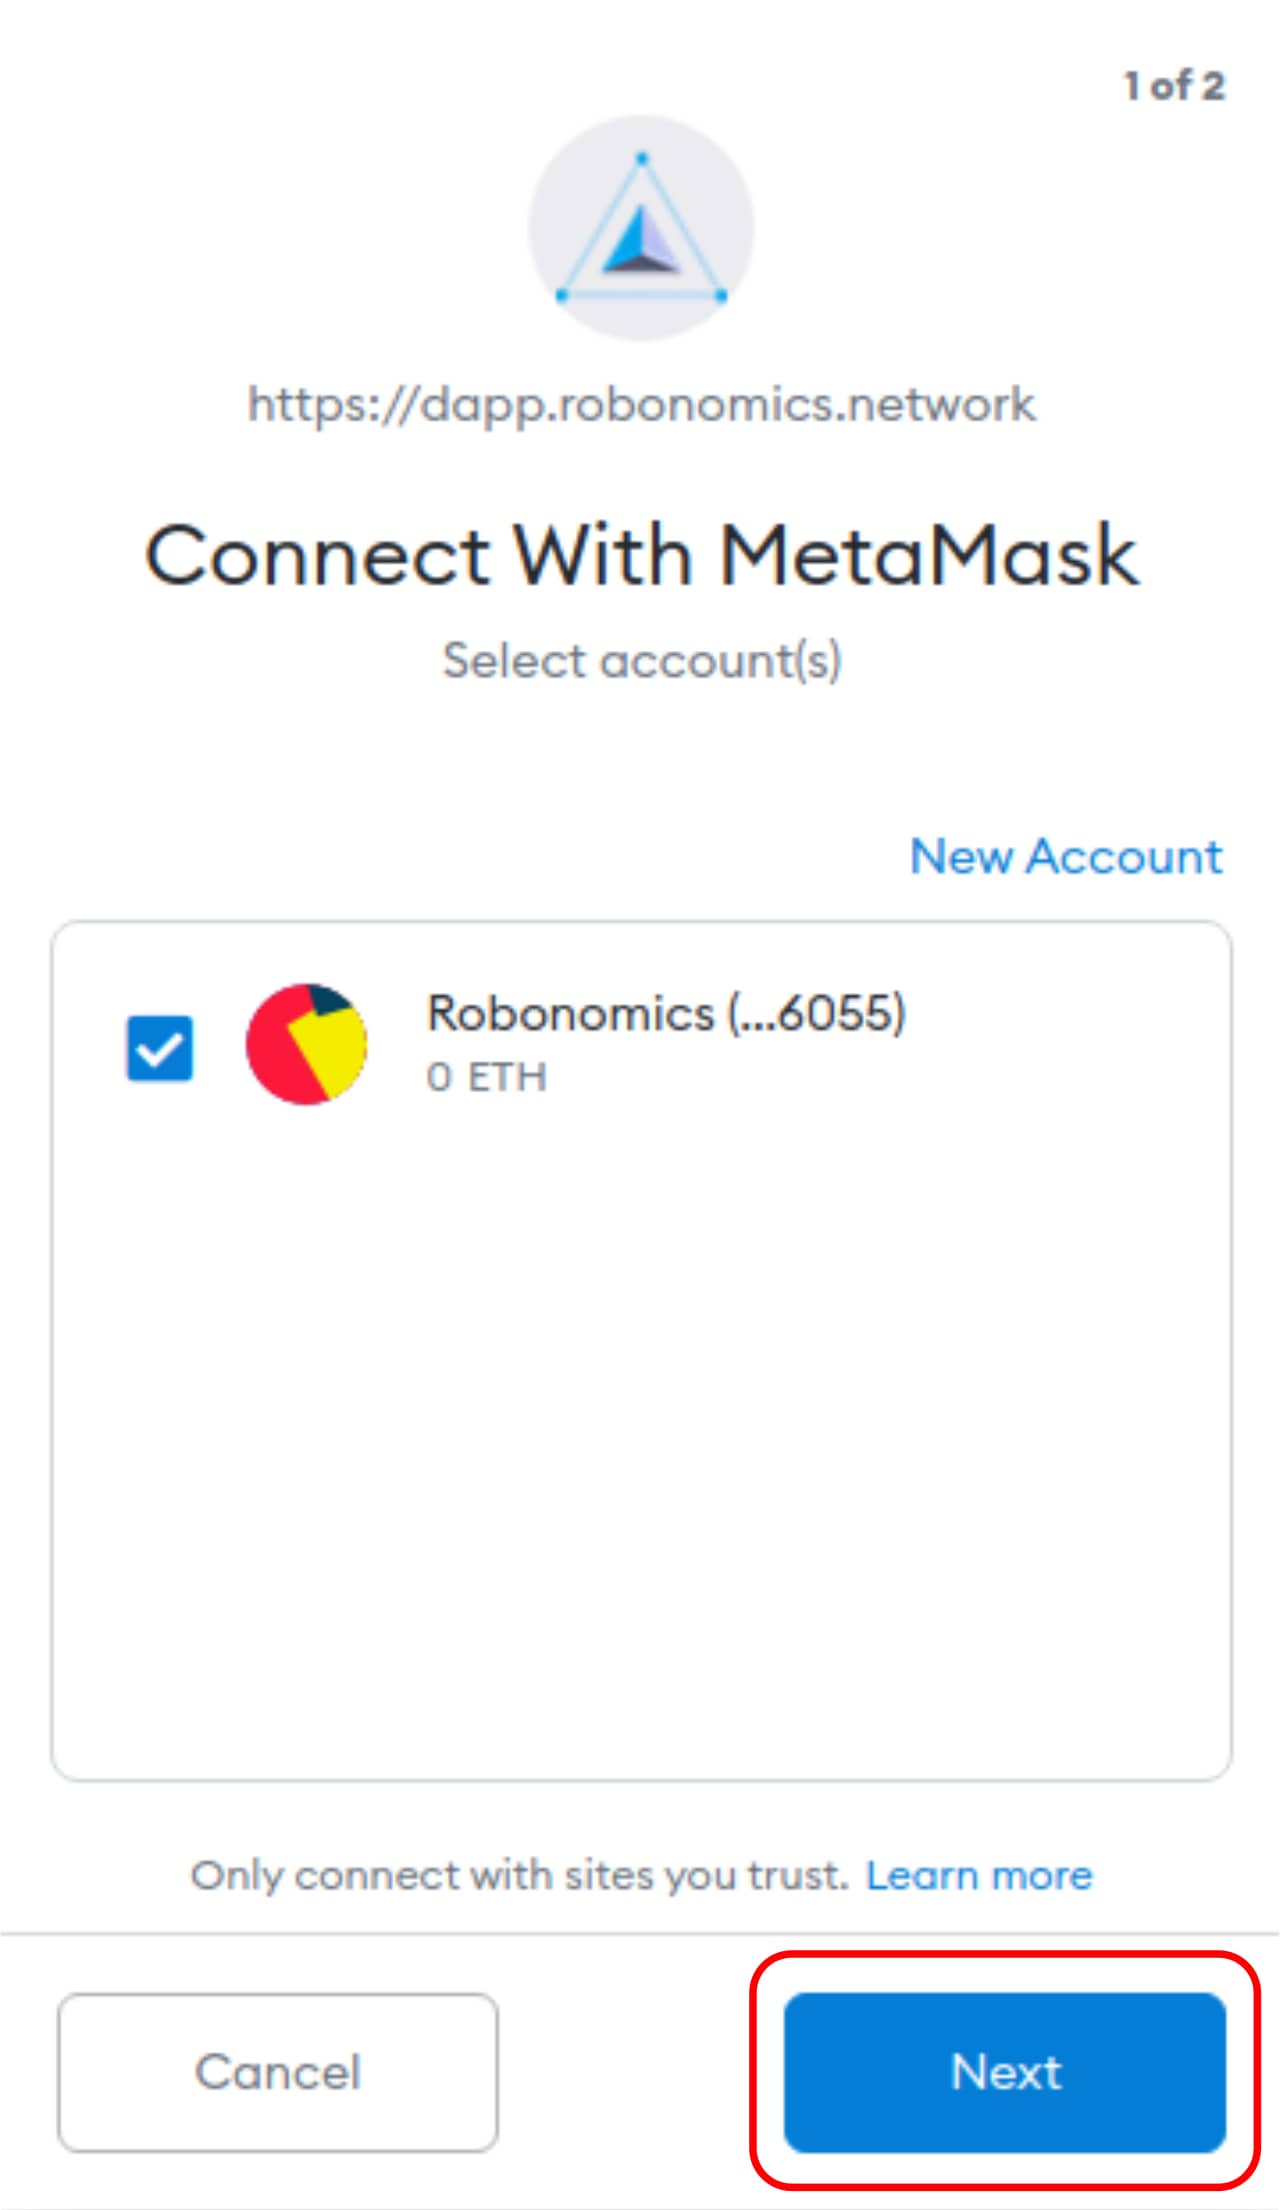 1 of 2
https://dapp.robonomics.network
Connect With MetaMask
Select account(s)
New Account
Robonomics (...6055)
0 ETH
Only connect with sites you trust. Learn more
Cancel
Next